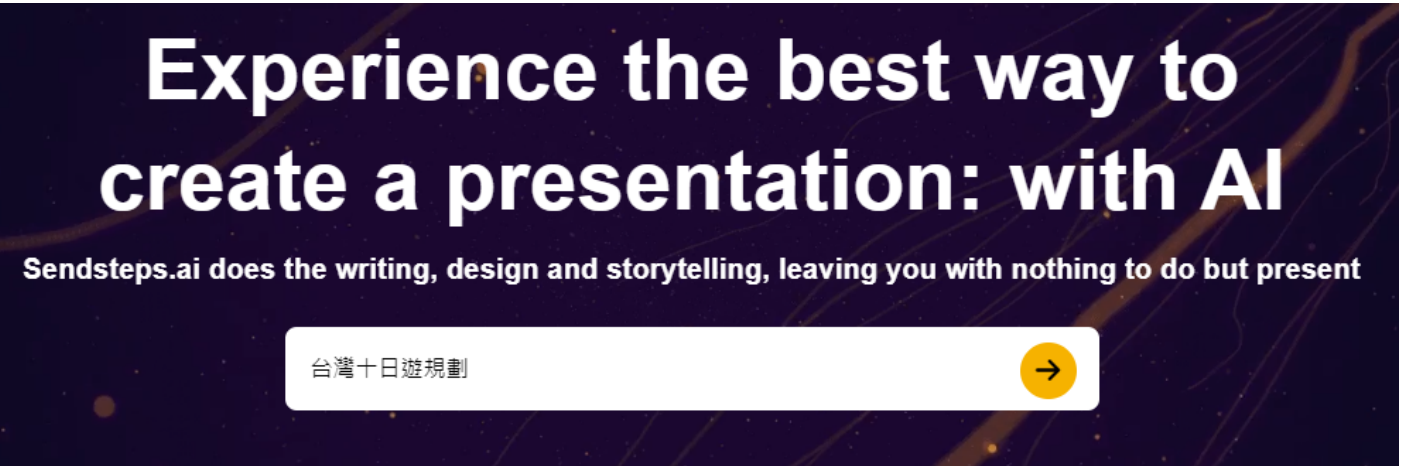 Experience the best way to
create a presentation: with AI
Sendsteps.ai does the writing, design and storytelling, leaving you with nothing to do but present
台灣十日遊規劃